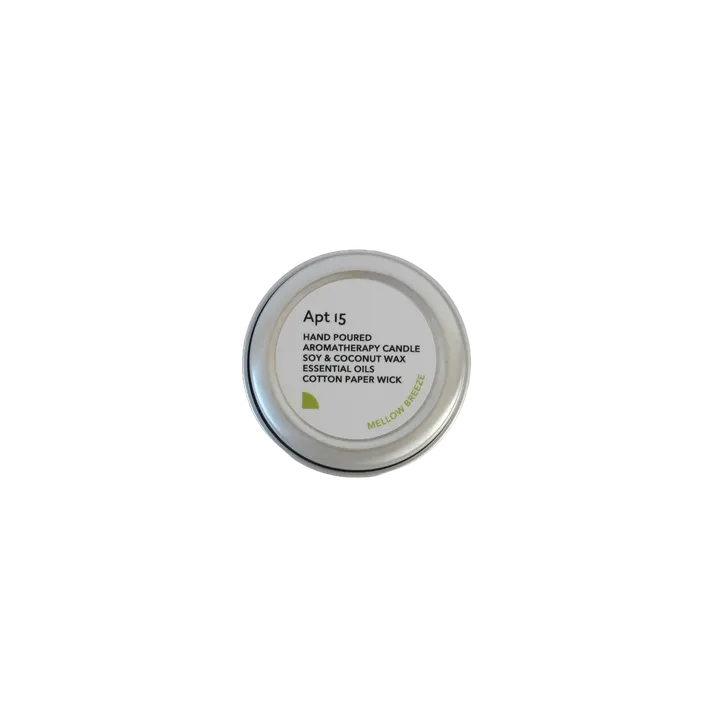 Apt 15
HAND POURED
AROMATHERAPY CANDLE
SOY & COCONUT WAX
ESSENTIAL OILS
COTTON PAPER WICK
MELLOW BREEZE